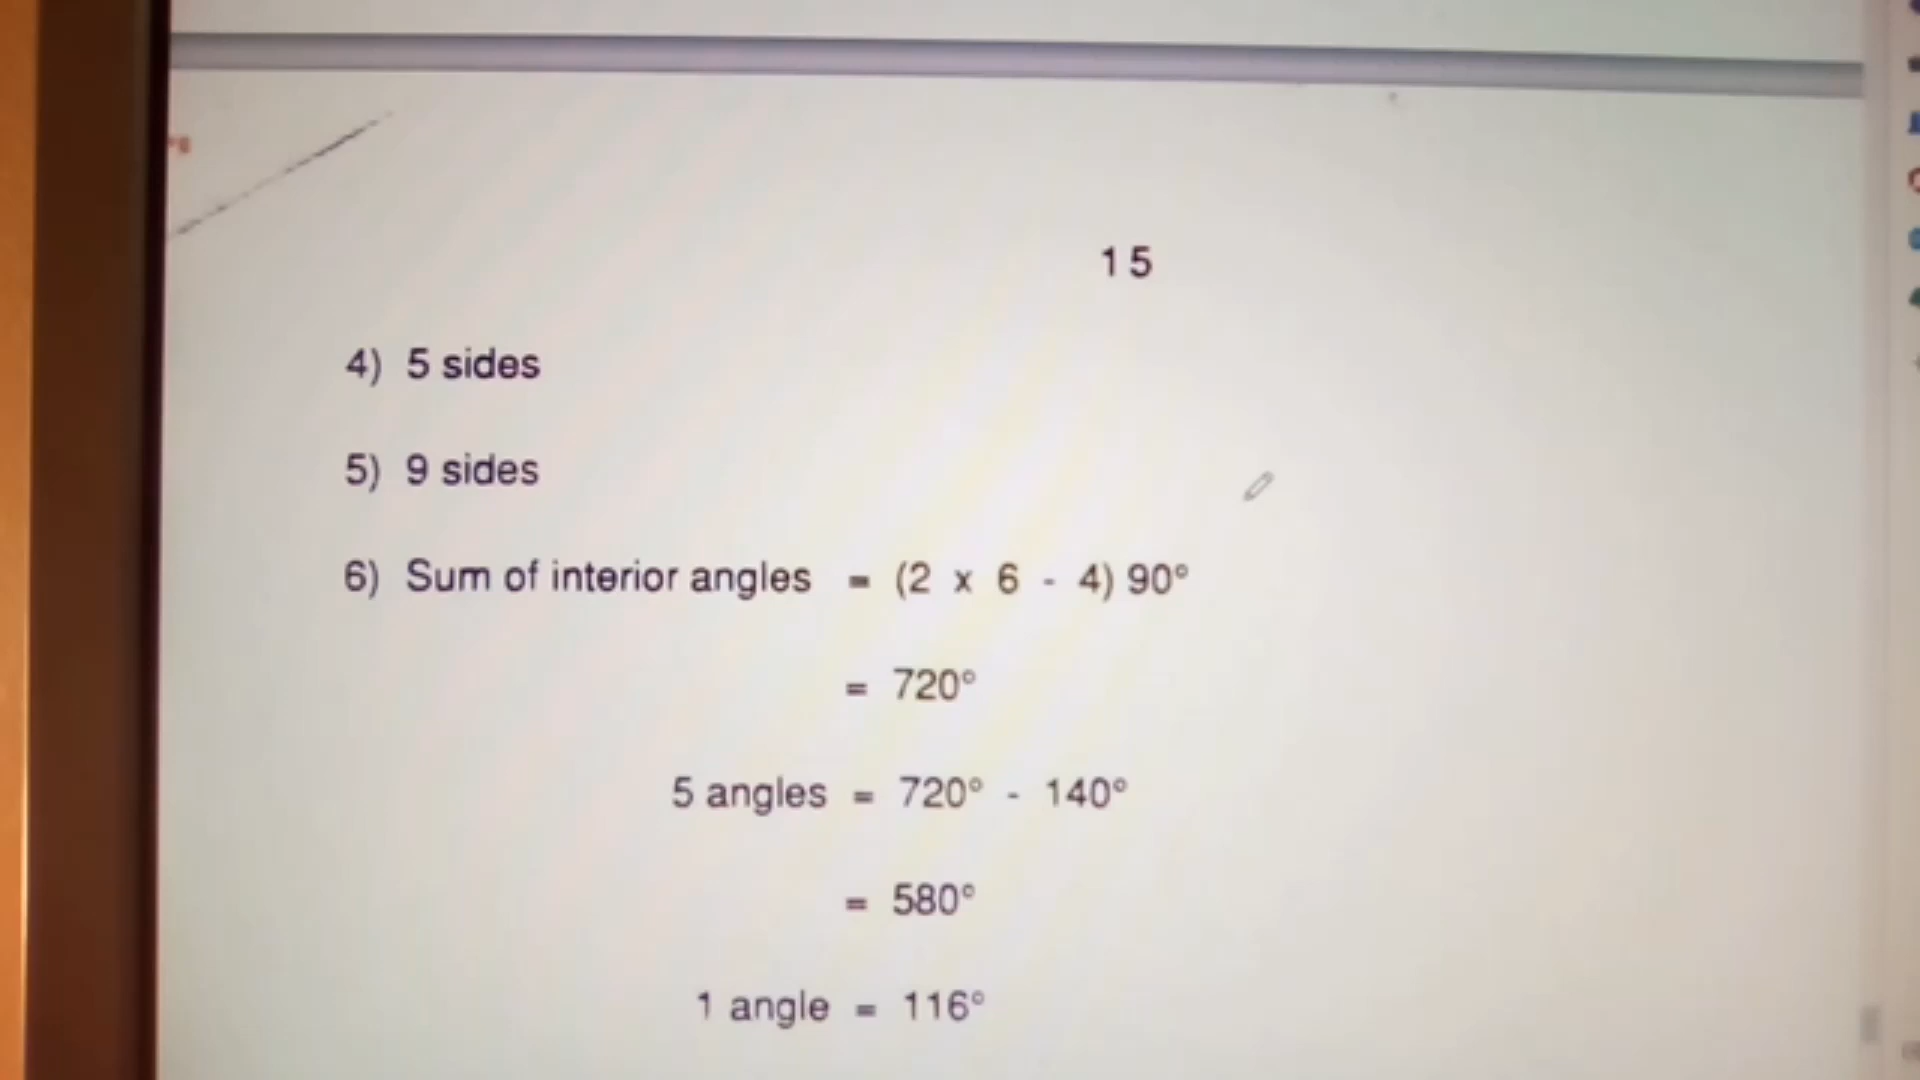 15
4) 5 sides
5) 9 sides
6) Sum of interior angles = (2 x 6 - 4) 90°
= 720°
5 angles = 720° - 140°
= 580°
1 angle = 116°